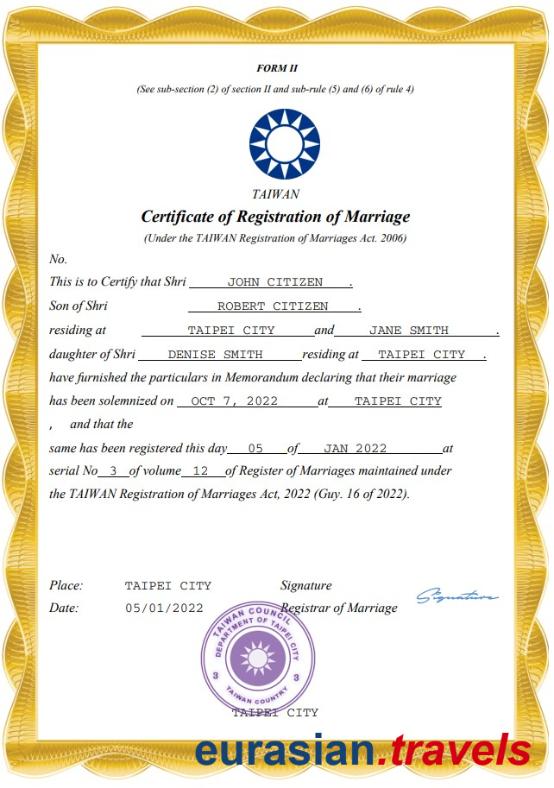 FORM II
(See sub-section (2) of section II and sub-rule (5) and (6) of rule 4)
TAIWAN
Certificate of Registration of Marriage
(Under the TAIWAN Registration of Marriages Act. 2006)
No.
This is to Certify that Shri JOHN CITIZEN .
Son of Shri ROBERT CITIZEN .
residing at TAIPEI CITY and JANE SMITH .
daughter of Shri DENISE SMITH residing at TAIPEI CITY .
have furnished the particulars in Memorandum declaring that their marriage
has been solemnized on OCT 7, 2022 at TAIPEI CITY
, and that the
same has been registered this day 05 of JAN 2022 at
serial No 3 of volume 12 of Register of Marriages maintained under
the TAIWAN Registration of Marriages Act, 2022 (Guy. 16 of 2022).
Place: TAIPEI CITY Signature
Date: 05/01/2022 Registrar of Marriage Signature
TAIWAN COUNCIL
DEPARTMENT OF TAIPEI CITY
3 3
TAIWAN COUNTRY
TAIPEI CITY
eurasian.travels